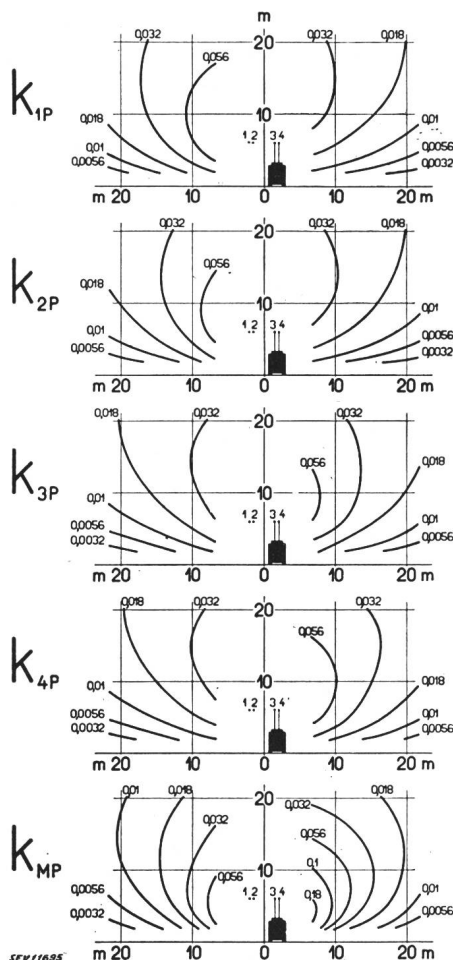 m
0,032 20 0,032 0,018
0,056
k1P
0,018 10 0,01
1 2 3 4
0,01 0,0056
0,0056 0,0032
m 20 10 0 10 20 m
0,032 20 0,032 0,018
0,056
k2P
0,018
10 0,01
1 2 3 4
0,01 0,0056
0,0056 0,0032
m 20 10 0 10 20 m
0,018 0,032 20 0,032
0,056 0,018
k3P
0,01 10
1 2 3 4
0,0056 0,01
0,0032 0,0056
m 20 10 0 10 20 m
0,018 0,032 20 0,032
0,056
k4P
0,01 10 0,018
1 2 3 4
0,0056 0,01
0,0032 0,0056
m 20 10 0 10 20 m
0,01 0,018 20 0,018
0,032 0,032
0,056
kMP
0,056 10 0,1
0,0056 1 2 3 4 0,18 0,01
0,0032 0,0056
m 20 10 0 10 20 m
SEV11695